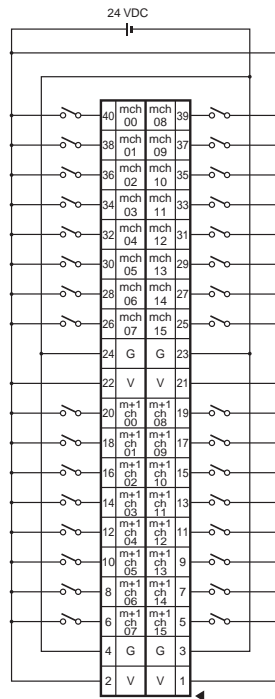 24 VDC
40 mch 00 mch 08 39
38 mch 01 mch 09 37
36 mch 02 mch 10 35
34 mch 03 mch 11 33
32 mch 04 mch 12 31
30 mch 05 mch 13 29
28 mch 06 mch 14 27
26 mch 07 mch 15 25
24 G G 23
22 V V 21
20 m+1 ch 00 m+1 ch 08 19
18 m+1 ch 01 m+1 ch 09 17
16 m+1 ch 02 m+1 ch 10 15
14 m+1 ch 03 m+1 ch 11 13
12 m+1 ch 04 m+1 ch 12 11
10 m+1 ch 05 m+1 ch 13 9
8 m+1 ch 06 m+1 ch 14 7
6 m+1 ch 07 m+1 ch 15 5
4 G G 3
2 V V 1